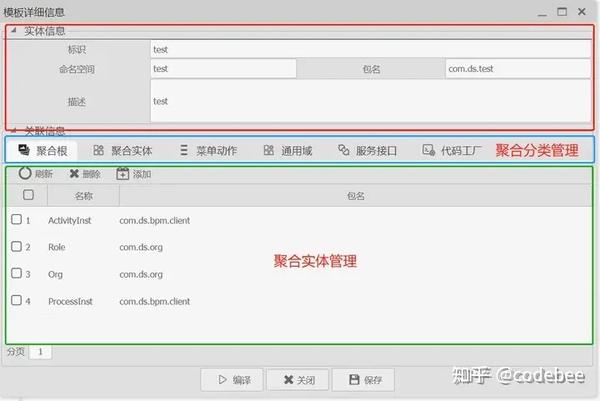 模板详细信息
实体信息
标识 test
命名空间 test 包名 com.ds.test
描述 test
关联信息
聚合根 聚合实体 菜单动作 通用域 服务接口 代码工厂 聚合分类管理
刷新 删除 添加
名称 包名
1 ActivityInst com.ds.bpm.client
2 Role com.ds.org
聚合实体管理
3 Org com.ds.org
4 ProcessInst com.ds.bpm.client
分页 1
编译 关闭 保存
知乎 @codebee